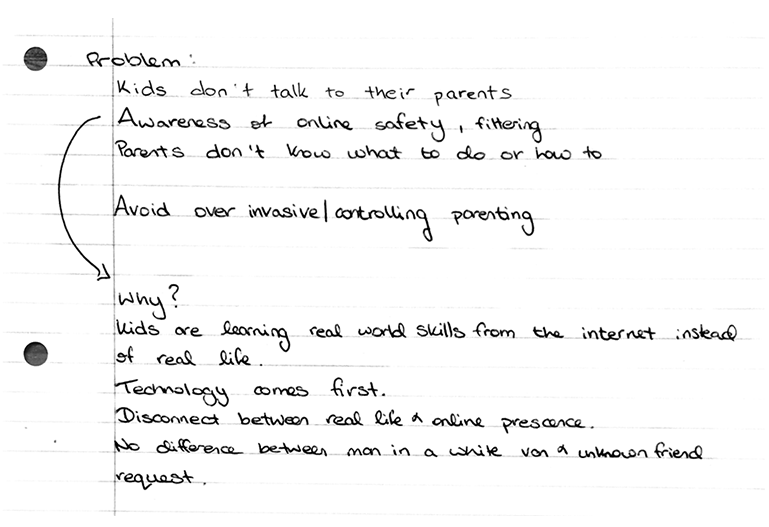 Problem:
Kids don't talk to their parents
Awareness of online safety, filtering
Parents don't know what to do or how to
Avoid over invasive/controlling parenting
Why?
Kids are learning real world skills from the internet instead
of real life.
Technology comes first.
Disconnect between real life & online prescence.
No difference between man in a white van & unknown friend
request.